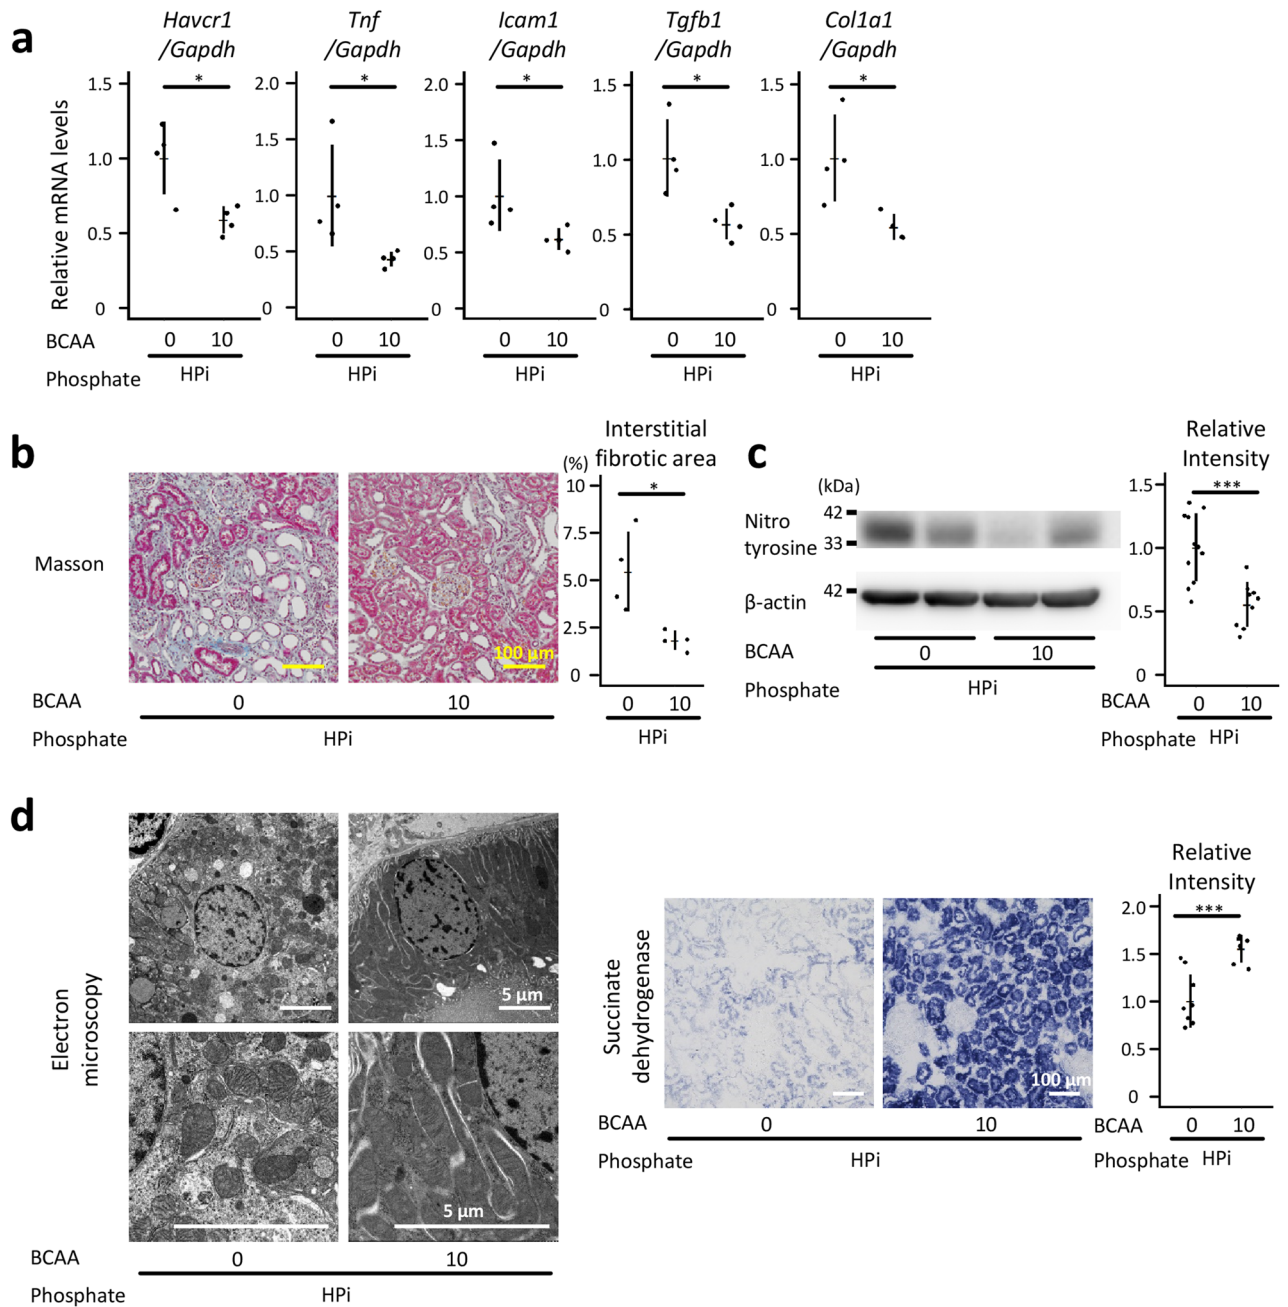 a
Havcr1
/Gapdh
Tnf
/Gapdh
Icam1
/Gapdh
Tgfb1
/Gapdh
Col1a1
/Gapdh
Relative mRNA levels
1.5
1.0
0.5
0
*
2.0
1.5
1.0
0.5
0
*
2.0
1.5
1.0
0.5
0
*
1.5
1.0
0.5
0
*
1.5
1.0
0.5
0
*
BCAA 0 10 0 10 0 10 0 10 0 10
Phosphate HPi HPi HPi HPi HPi
b
Masson
100 μm
BCAA 0 10
Phosphate HPi
Interstitial
fibrotic area
(%)
10
7.5
5.0
2.5
0
*
0 10
HPi
c
(kDa)
Nitro
tyrosine
42
33
β-actin
42
BCAA 0 10
Phosphate HPi
Relative
Intensity
1.5
1.0
0.5
0
***
BCAA 0 10
Phosphate HPi
d
Electron
microscopy
5 μm
5 μm
BCAA 0 10
Phosphate HPi
Succinate
dehydrogenase
100 μm
BCAA 0 10
Phosphate HPi
Relative
Intensity
2.0
1.5
1.0
0.5
0
***
BCAA 0 10
Phosphate HPi